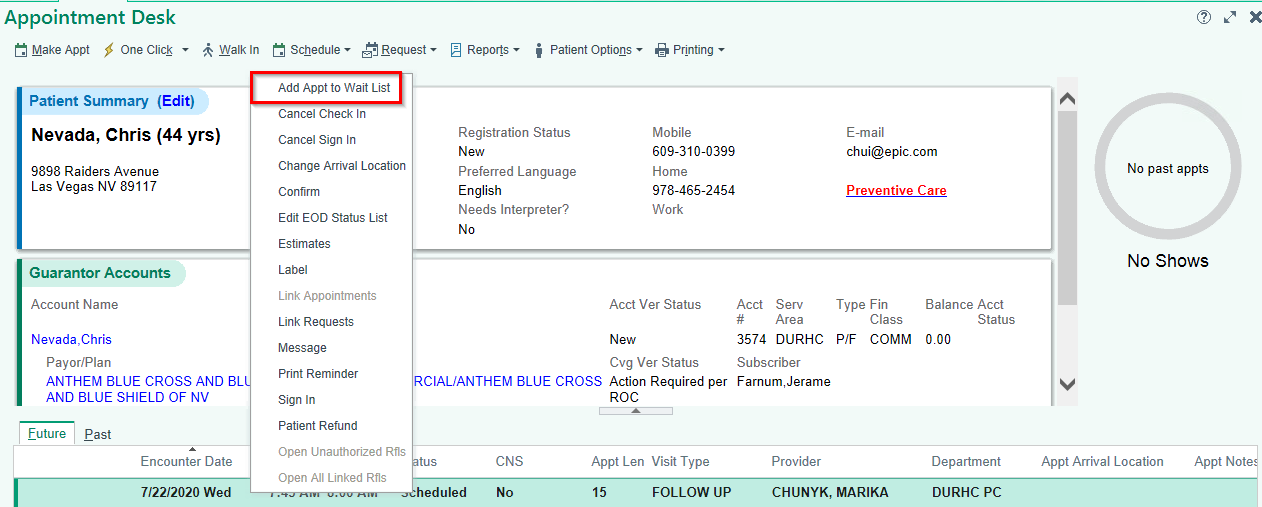 Appointment Desk
Make Appt One Click Walk In Schedule Request Reports Patient Options Printing
Add Appt to Wait List
Cancel Check In
Cancel Sign In
Change Arrival Location
Confirm
Edit EOD Status List
Estimates
Label
Link Appointments
Link Requests
Message
Print Reminder
Sign In
Patient Refund
Open Unauthorized Rfls
Open All Linked Rfls
Patient Summary (Edit)
Nevada, Chris (44 yrs)
9898 Raiders Avenue
Las Vegas NV 89117
Registration Status
New
Preferred Language
English
Needs Interpreter?
No
Mobile
609-310-0399
Home
978-465-2454
Work
E-mail
chui@epic.com
Preventive Care
No past appts
No Shows
Guarantor Accounts
Account Name Acct Ver Status Acct # Serv Area Type Fin Class Balance Acct Status
Nevada,Chris New 3574 DURHC P/F COMM 0.00
Payor/Plan Cvg Ver Status Subscriber
ANTHEM BLUE CROSS AND ANTHEM BLUE CROSS Action Required per Farnum,Jerame
AND BLUE SHIELD OF NV ROC
Future Past
Encounter Date CNS Appt Len Visit Type Provider Department Appt Arrival Location Appt Notes
7/22/2020 Wed 7:45 AM 8:00 AM Scheduled No 15 FOLLOW UP CHUNYK, MARIKA DURHC PC